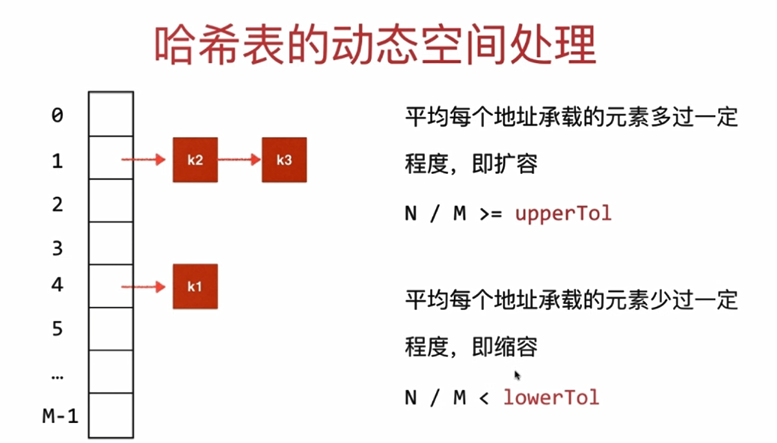 哈希表的动态空间处理
0
1
k2
k3
2
3
4
k1
5
…
M-1
平均每个地址承载的元素多过一定
程度，即扩容
N / M >= upperTol
平均每个地址承载的元素少过一定
程度，即缩容
N / M < lowerTol